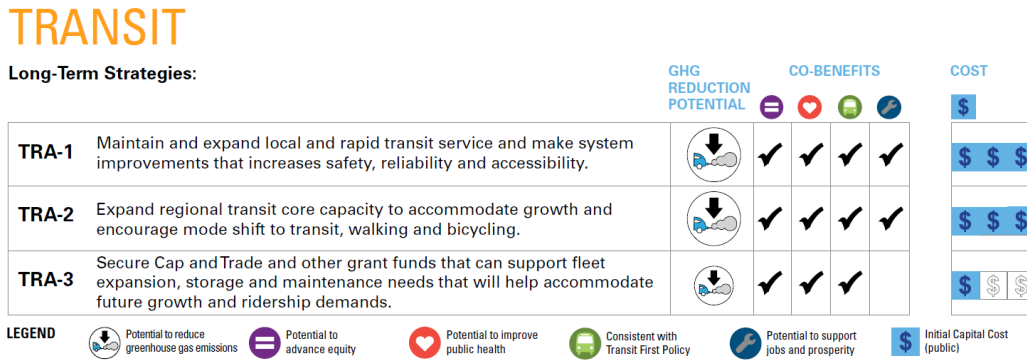 TRANSIT
Long-Term Strategies:
GHG
REDUCTION
POTENTIAL
CO-BENEFITS
COST
$
TRA-1
Maintain and expand local and rapid transit service and make system
improvements that increases safety, reliability and accessibility.
$ $ $
TRA-2
Expand regional transit core capacity to accommodate growth and
encourage mode shift to transit, walking and bicycling.
$ $ $
TRA-3
Secure Cap and Trade and other grant funds that can support fleet
expansion, storage and maintenance needs that will help accommodate
future growth and ridership demands.
$ $ $
LEGEND
Potential to reduce
greenhouse gas emissions
Potential to
advance equity
Potential to improve
public health
Consistent with
Transit First Policy
Potential to support
jobs and prosperity
$
Initial Capital Cost
(public)